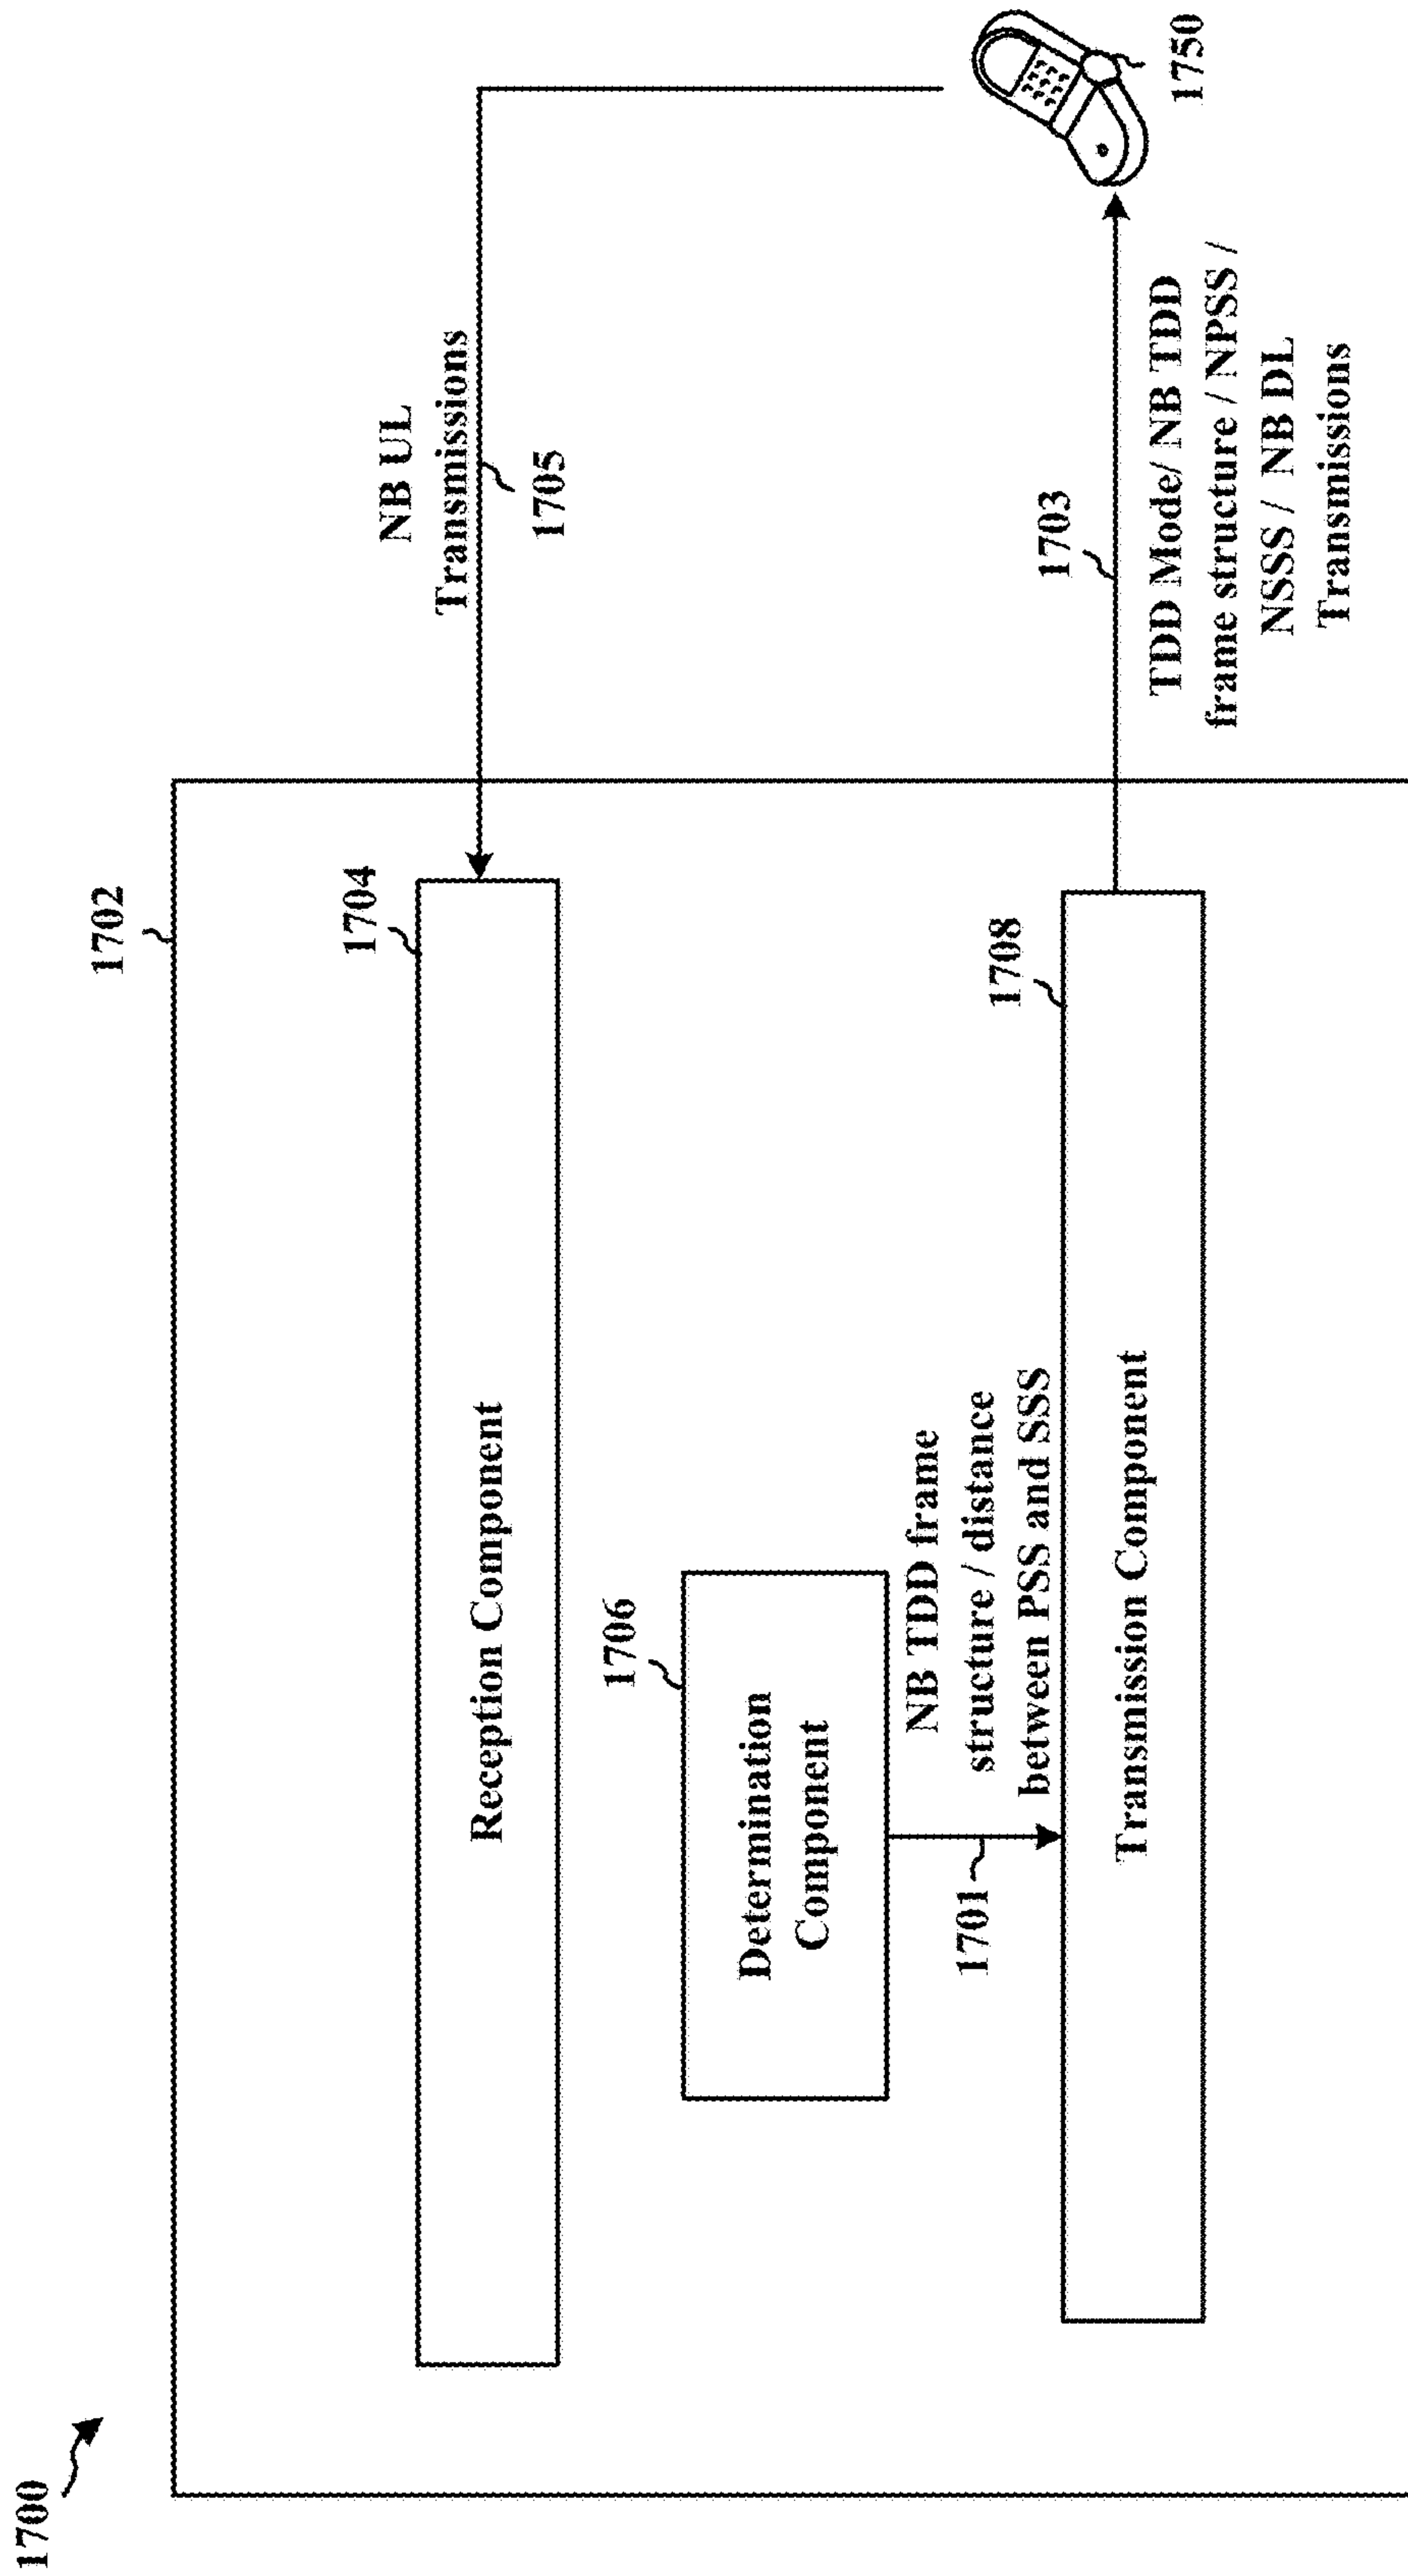 1700
1702
1704
Reception Component
NB UL
Transmissions
1705
1706
Determination
Component
1701
NB TDD frame
structure / distance
between PSS and SSS
1708
Transmission Component
1703
TDD Mode/ NB TDD
frame structure / NPSS /
NSSS / NB DL
Transmissions
1750